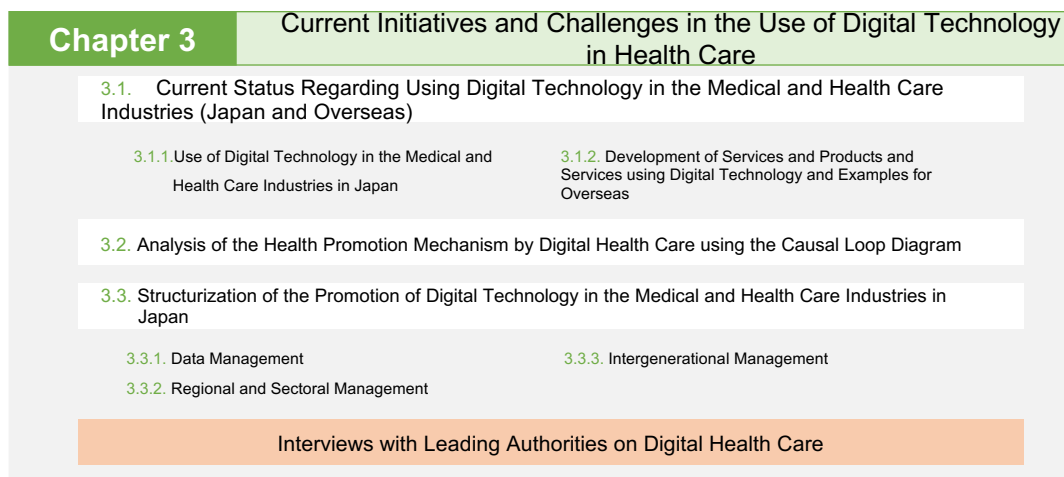 Chapter 3
Current Initiatives and Challenges in the Use of Digital Technology
in Health Care
3.1. Current Status Regarding Using Digital Technology in the Medical and Health Care
Industries (Japan and Overseas)
3.1.1.Use of Digital Technology in the Medical and
Health Care Industries in Japan
3.1.2. Development of Services and Products and
Services using Digital Technology and Examples for
Overseas
3.2. Analysis of the Health Promotion Mechanism by Digital Health Care using the Causal Loop Diagram
3.3. Structurization of the Promotion of Digital Technology in the Medical and Health Care Industries in
Japan
3.3.1. Data Management
3.3.2. Regional and Sectoral Management
3.3.3. Intergenerational Management
Interviews with Leading Authorities on Digital Health Care